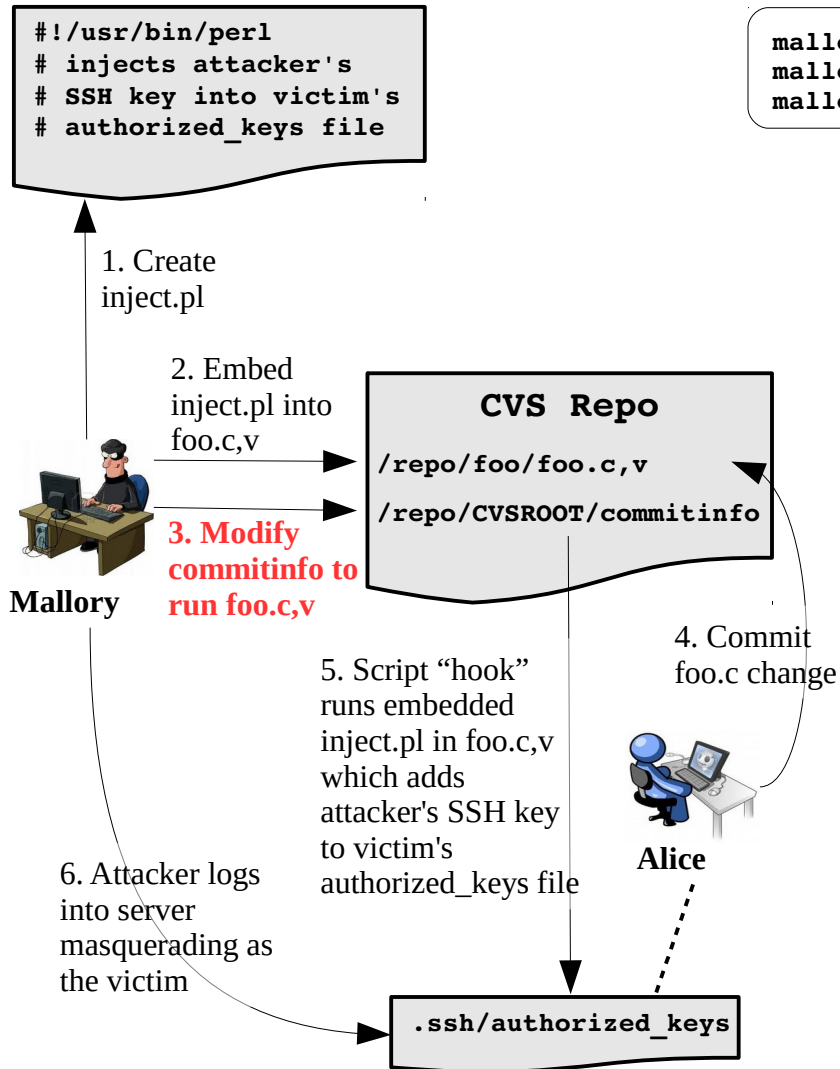 #!/usr/bin/perl
# injects attacker's
# SSH key into victim's
# authorized_keys file
1. Create
inject.pl
2. Embed
inject.pl into
foo.c,v
CVS Repo
/repo/foo/foo.c,v
/repo/CVSROOT/commitinfo
3. Modify
commitinfo to
run foo.c,v
Mallory
4. Commit
foo.c change
5. Script “hook”
runs embedded
inject.pl in foo.c,v
which adds
attacker's SSH key
to victim's
authorized_keys file
Alice
6. Attacker logs
into server
masquerading as
the victim
.ssh/authorized_keys